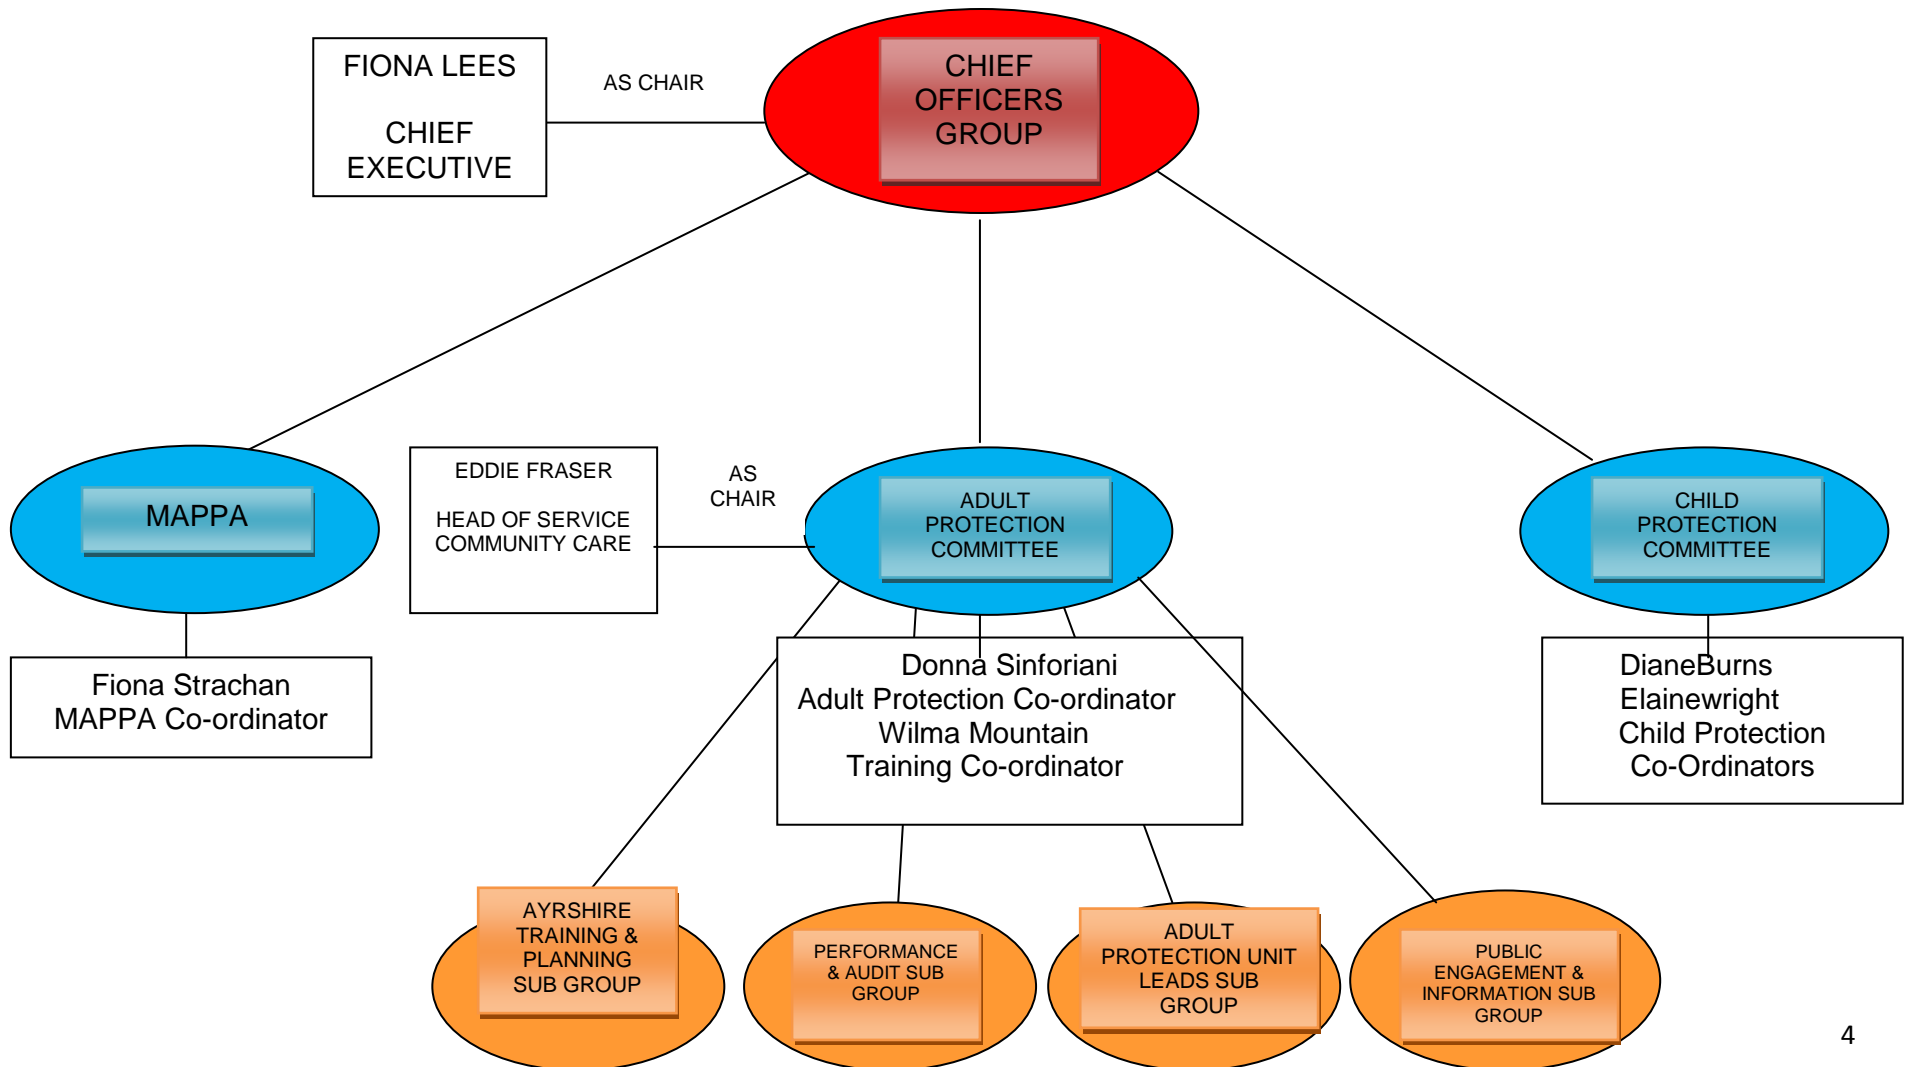 FIONA LEES
CHIEF
EXECUTIVE
AS CHAIR
CHIEF
OFFICERS
GROUP
MAPPA
EDDIE FRASER
HEAD OF SERVICE
COMMUNITY CARE
AS
CHAIR
ADULT
PROTECTION
COMMITTEE
CHILD
PROTECTION
COMMITTEE
Fiona Strachan
MAPPA Co-ordinator
Donna Sinforiani
Adult Protection Co-ordinator
Wilma Mountain
Training Co-ordinator
DianeBurns
Elainewright
Child Protection
Co-Ordinators
AYRSHIRE
TRAINING &
PLANNING
SUB GROUP
PERFORMANCE
& AUDIT SUB
GROUP
ADULT
PROTECTION UNIT
LEADS SUB
GROUP
PUBLIC
ENGAGEMENT &
INFORMATION SUB
GROUP
4